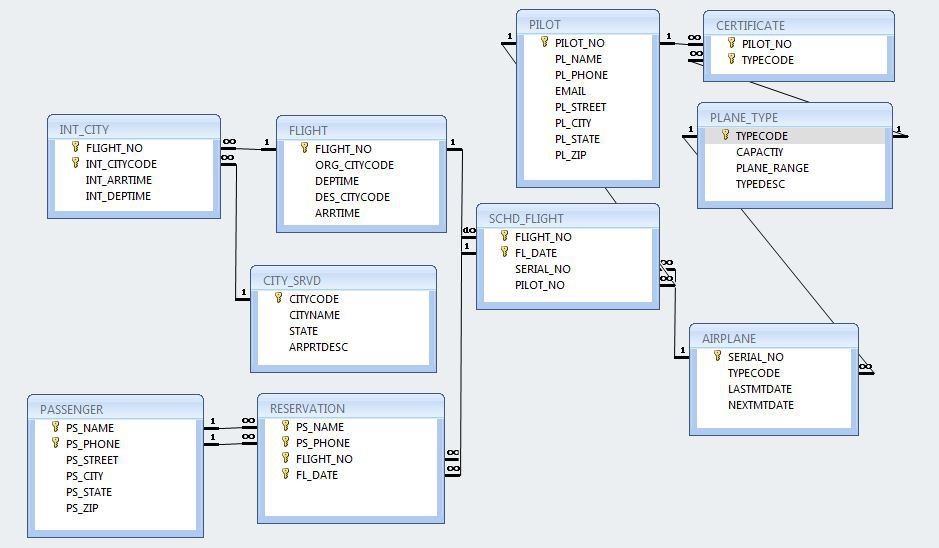 PILOT
PILOT_NO
PL_NAME
PL_PHONE
EMAIL
PL_STREET
PL_CITY
PL_STATE
PL_ZIP
1
1
∞
∞
CERTIFICATE
PILOT_NO
TYPECODE
PLANE_TYPE
TYPECODE
CAPACTIY
PLANE_RANGE
TYPEDESC
1
1
INT_CITY
FLIGHT_NO
INT_CITYCODE
INT_ARRTIME
INT_DEPTIME
∞
∞
1
FLIGHT
FLIGHT_NO
ORG_CITYCODE
DEPTIME
DES_CITYCODE
ARRTIME
1
∞
1
SCHD_FLIGHT
FLIGHT_NO
FL_DATE
SERIAL_NO
PILOT_NO
∞
∞
1
CITY_SRVD
CITYCODE
CITYNAME
STATE
ARPRTDESC
1
AIRPLANE
SERIAL_NO
TYPECODE
LASTMTDATE
NEXTMTDATE
∞
PASSENGER
PS_NAME
PS_PHONE
PS_STREET
PS_CITY
PS_STATE
PS_ZIP
1
1
∞
∞
RESERVATION
PS_NAME
PS_PHONE
FLIGHT_NO
FL_DATE
∞
∞